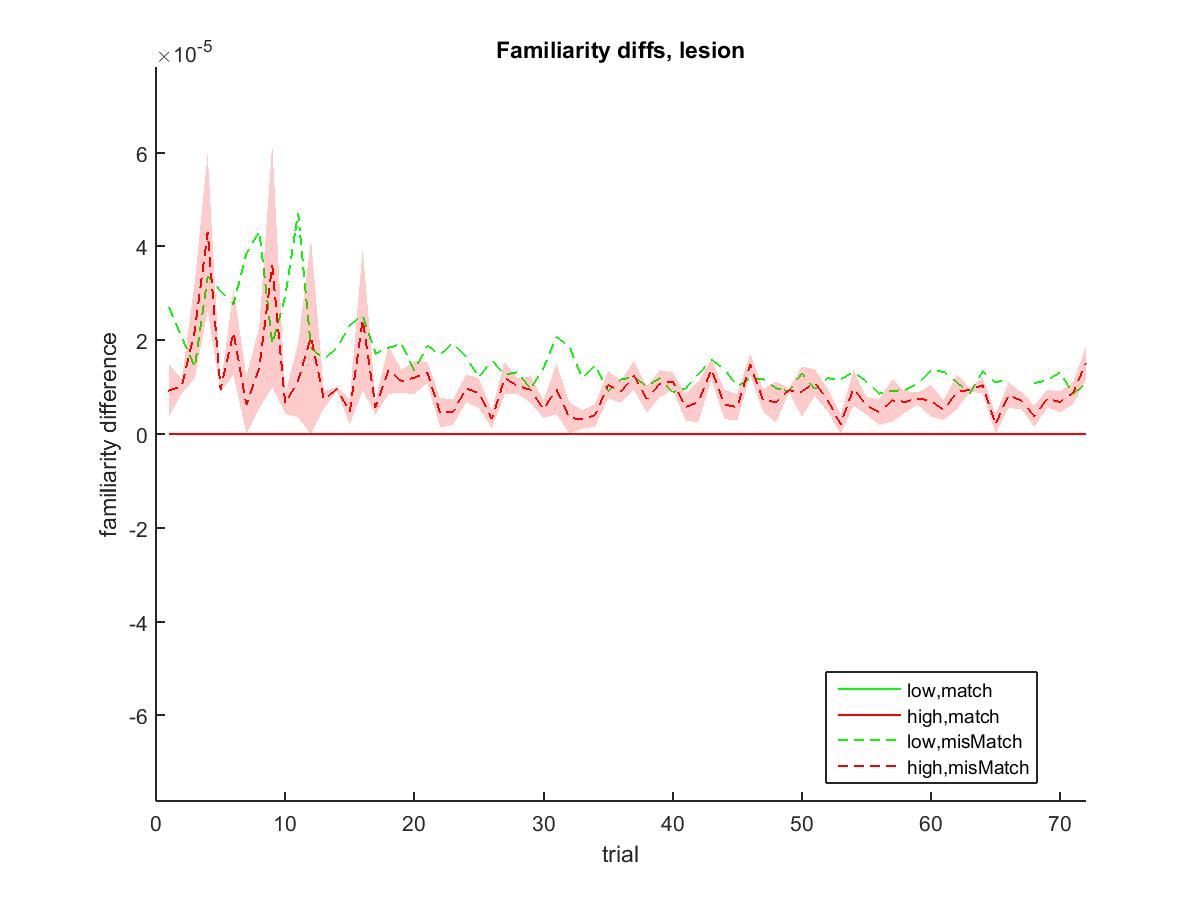 Familiarity diffs, lesion
×10-5
6
4
2
0
-2
-4
-6
familiarity difference
0 10 20 30 40 50 60 70
trial
low,match
high,match
low,misMatch
high,misMatch